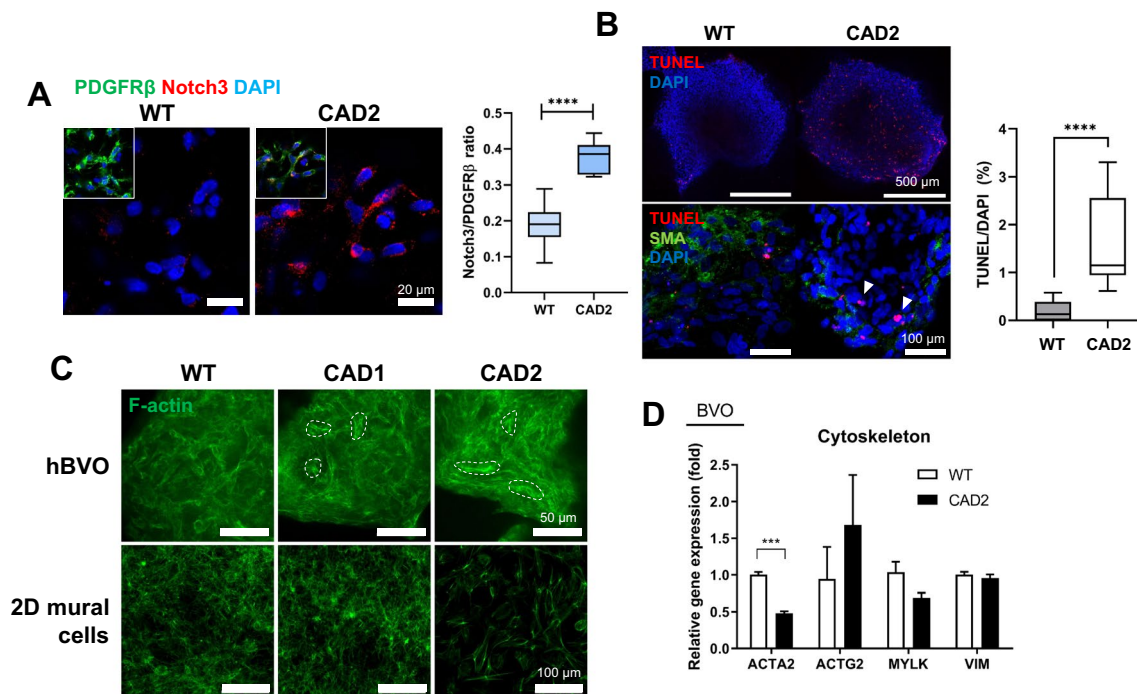 A
PDGFRβ Notch3 DAPI
WT
CAD2
20 µm
Notch3/PDGFRβ ratio
0.5
0.4
0.3
0.2
0.1
0.0
****
WT
CAD2
B
WT
CAD2
TUNEL
DAPI
500 µm
TUNEL
SMA
DAPI
100 µm
TUNEL/DAPI (%)
4
3
2
1
0
****
WT
CAD2
C
WT
CAD1
CAD2
F-actin
hBVO
50 µm
2D mural
cells
100 µm
D
BVO
Cytoskeleton
Relative gene expression (fold)
2.5
2.0
1.5
1.0
0.5
0.0
WT
CAD2
***
ACTA2
ACTG2
MYLK
VIM